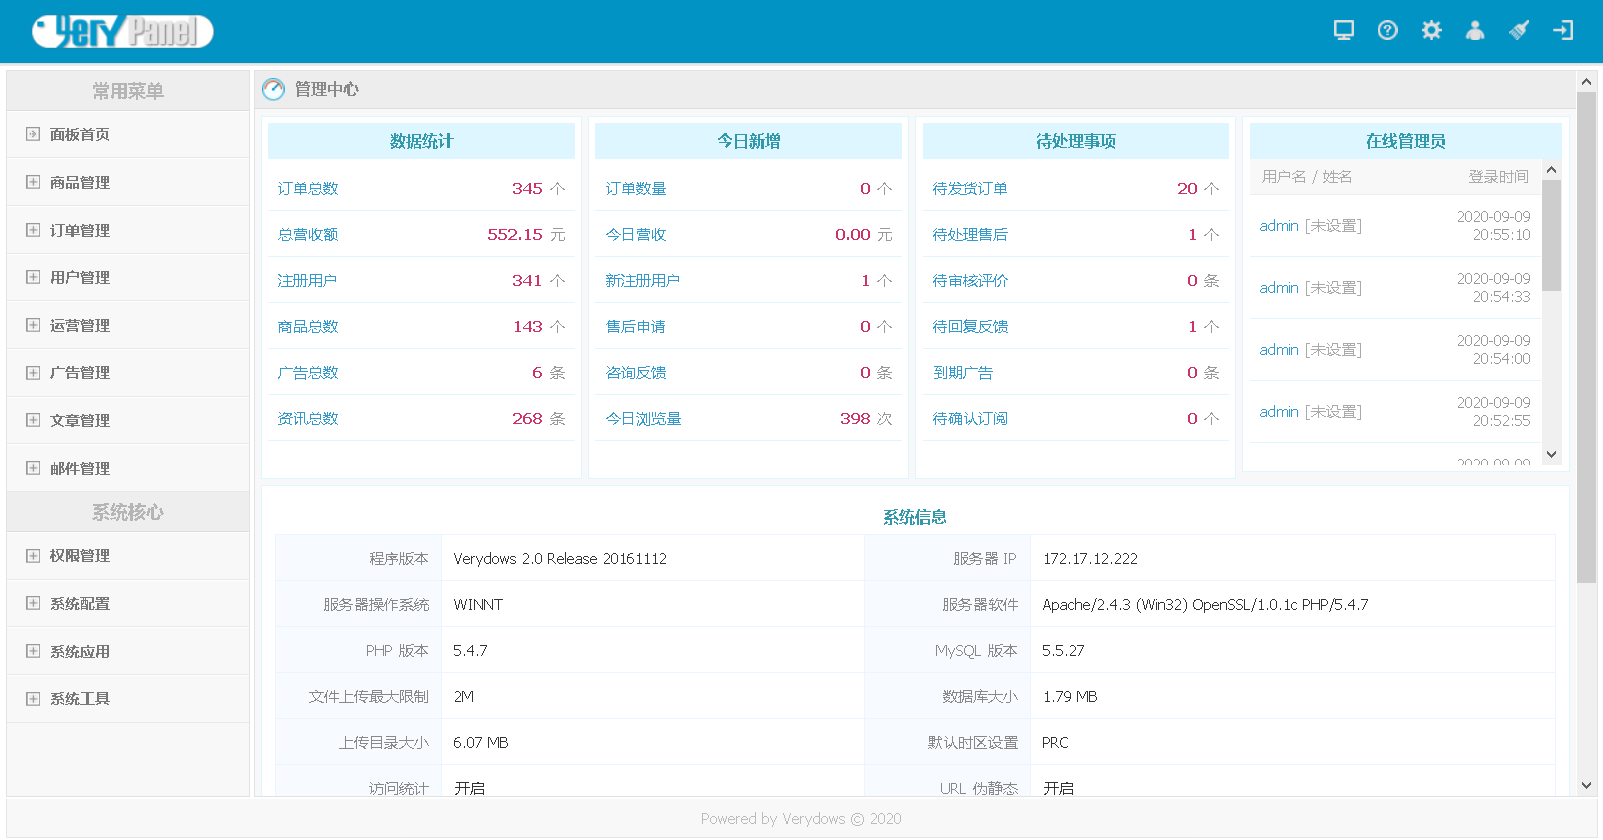 VeryPanel
常用菜单
面板首页
商品管理
订单管理
用户管理
运营管理
广告管理
文章管理
邮件管理
系统核心
权限管理
系统配置
系统应用
系统工具
管理中心
数据统计
订单总数 345 个
总营收额 552.15 元
注册用户 341 个
商品总数 143 个
广告总数 6 条
资讯总数 268 条
今日新增
订单数量 0 个
今日营收 0.00 元
新注册用户 1 个
售后申请 0 个
咨询反馈 0 条
今日浏览量 398 次
待处理事项
待发货订单 20 个
待处理售后 1 个
待审核评价 0 条
待回复反馈 1 个
到期广告 0 条
待确认订阅 0 个
在线管理员
用户名 / 姓名 登录时间
admin [未设置] 2020-09-09
20:55:10
admin [未设置] 2020-09-09
20:54:33
admin [未设置] 2020-09-09
20:54:00
admin [未设置] 2020-09-09
20:52:55
2020-09-09
系统信息
程序版本 Verydows 2.0 Release 20161112 服务器 IP 172.17.12.222
服务器操作系统 WINNT 服务器软件 Apache/2.4.3 (Win32) OpenSSL/1.0.1c PHP/5.4.7
PHP 版本 5.4.7 MySQL 版本 5.5.27
文件上传最大限制 2M 数据库大小 1.79 MB
上传目录大小 6.07 MB 默认时区设置 PRC
访问统计 开启 URL 伪静态 开启
Powered by Verydows © 2020